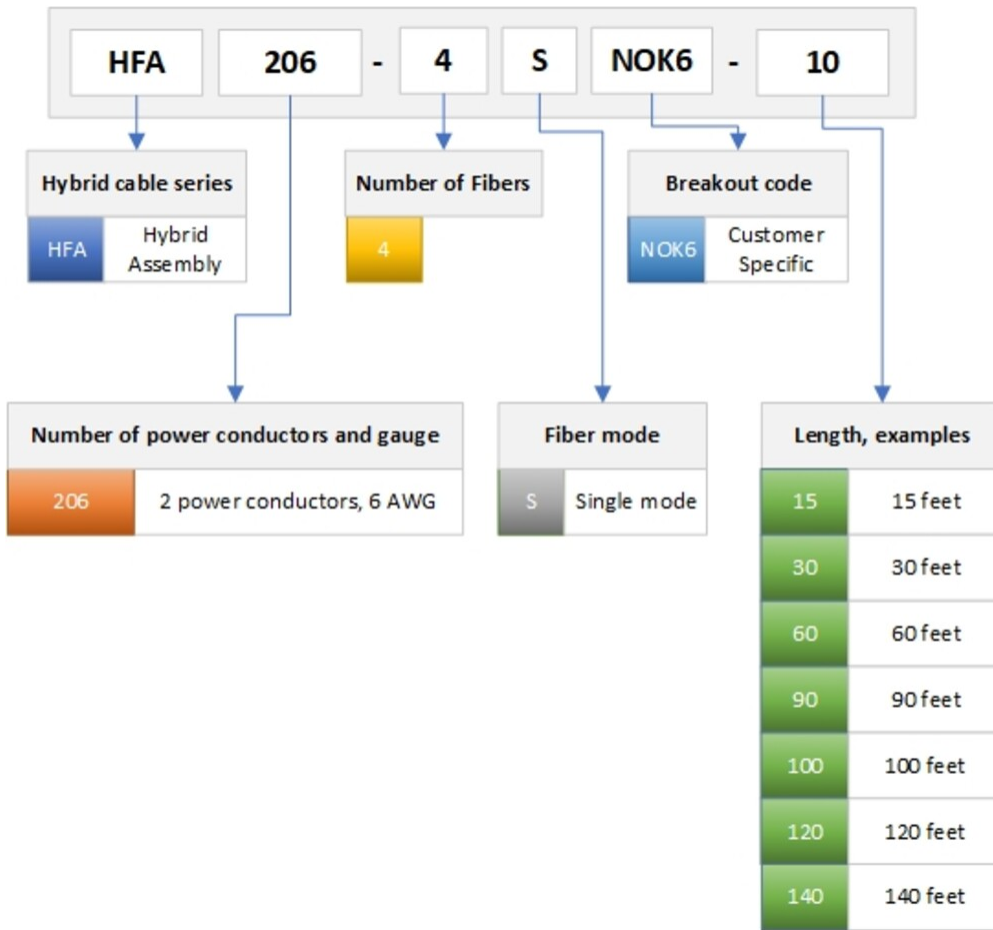 HFA 206 - 4 S NOK6 - 10
Hybrid cable series
HFA Hybrid
Assembly
Number of Fibers
4
Breakout code
NOK6 Customer
Specific
Number of power conductors and gauge
206 2 power conductors, 6 AWG
Fiber mode
S Single mode
Length, examples
15 15 feet
30 30 feet
60 60 feet
90 90 feet
100 100 feet
120 120 feet
140 140 feet